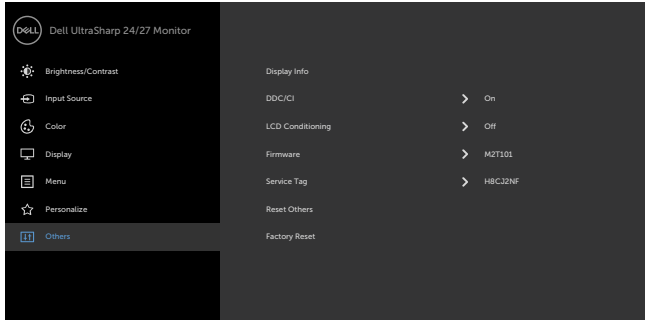 DELL Dell UltraSharp 24/27 Monitor
Brightness/Contrast
Input Source
Color
Display
Menu
Personalize
Others
Display Info
DDC/CI On
LCD Conditioning Off
Firmware M2T101
Service Tag H8CJ2NF
Reset Others
Factory Reset